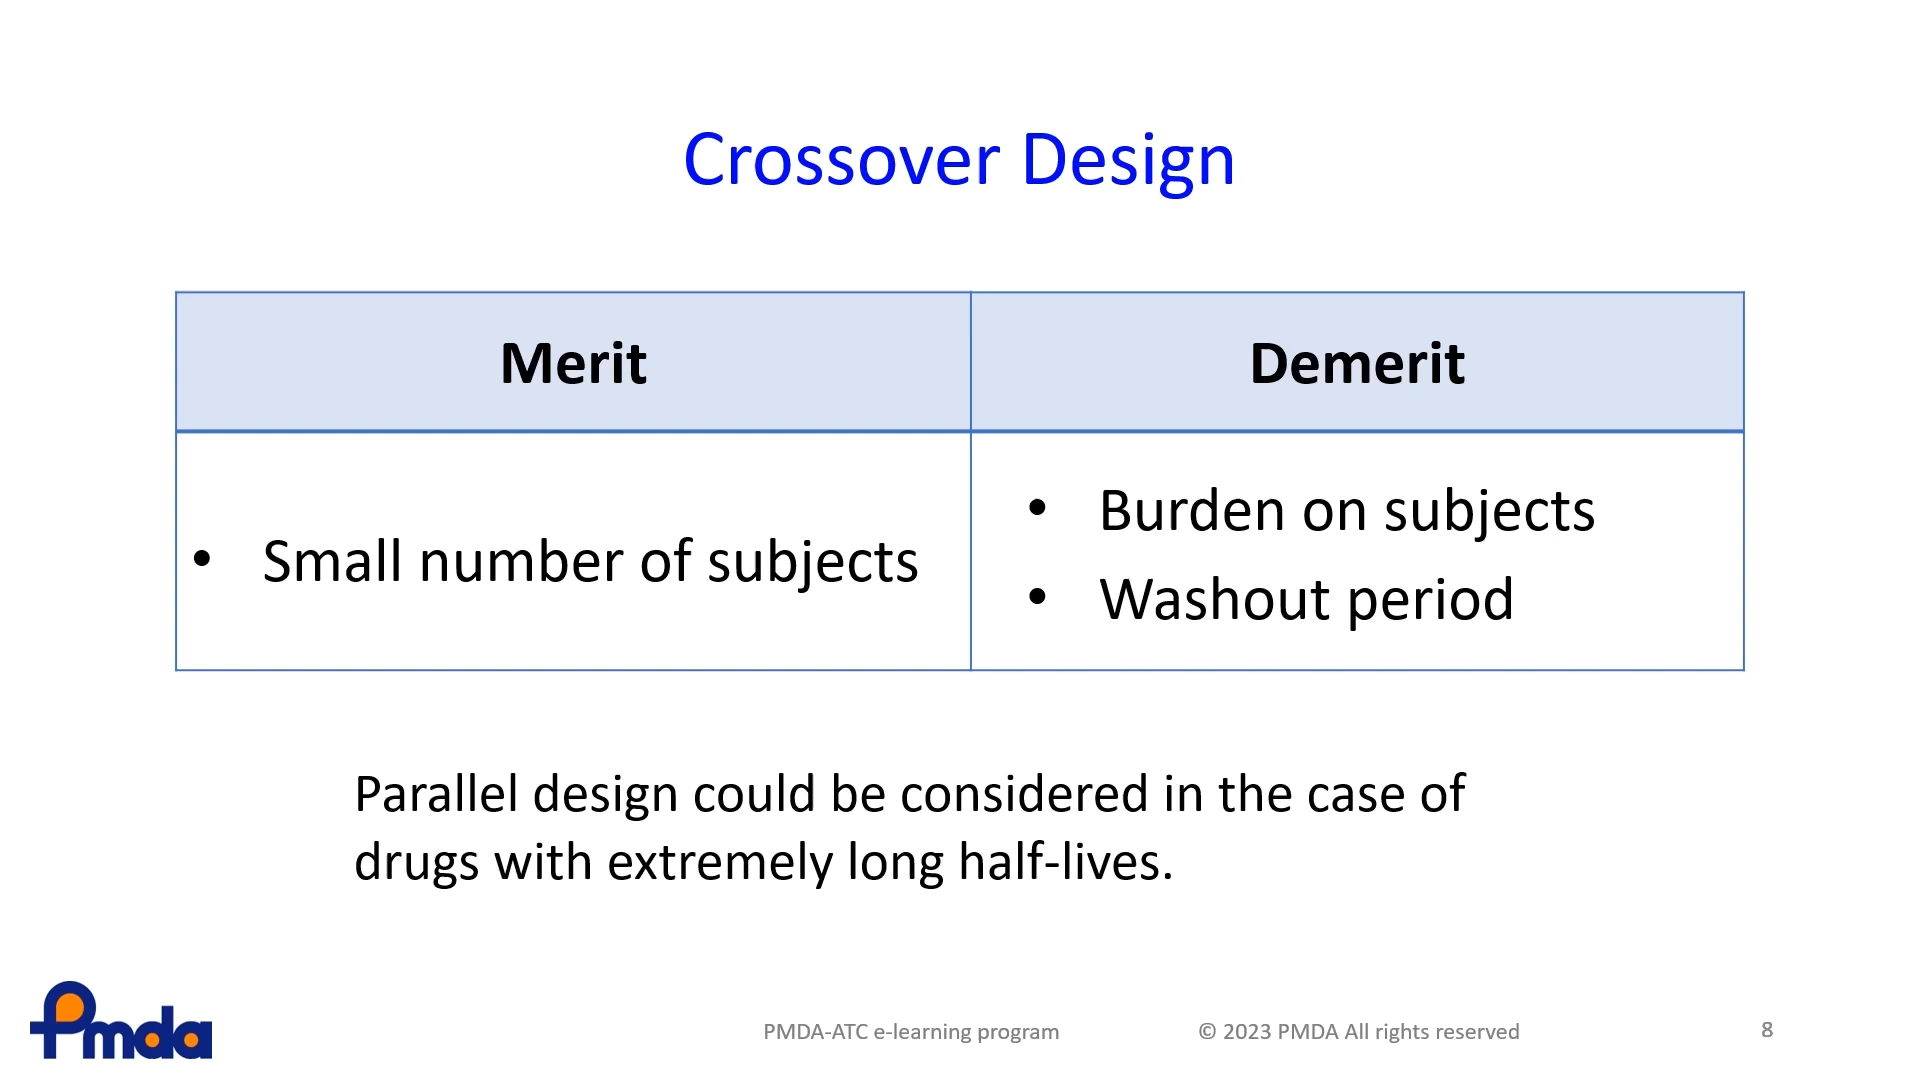 Crossover Design
Merit
Demerit
• Small number of subjects
• Burden on subjects
• Washout period
Parallel design could be considered in the case of
drugs with extremely long half-lives.
Pmda
PMDA-ATC e-learning program
© 2023 PMDA All rights reserved
8